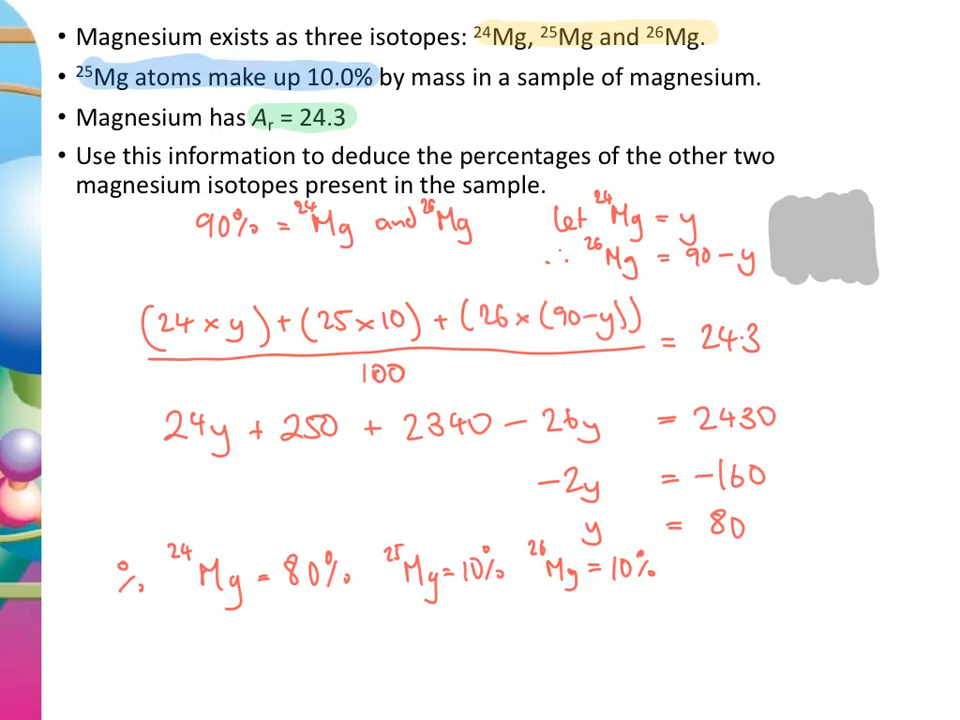 • Magnesium exists as three isotopes: ²⁴Mg, ²⁵Mg and ²⁶Mg.
• ²⁵Mg atoms make up 10.0% by mass in a sample of magnesium.
• Magnesium has Aᵣ = 24.3
• Use this information to deduce the percentages of the other two
magnesium isotopes present in the sample.
90% = ²⁴Mg and ²⁶Mg
let ²⁴Mg = y
∴ ²⁶Mg = 90 - y
(24 × y) + (25 × 10) + (26 × (90 - y)) = 24.3
100
24y + 250 + 2340 - 26y = 2430
-2y = -160
y = 80
% ²⁴Mg = 80% ²⁵Mg = 10% ²⁶Mg = 10%